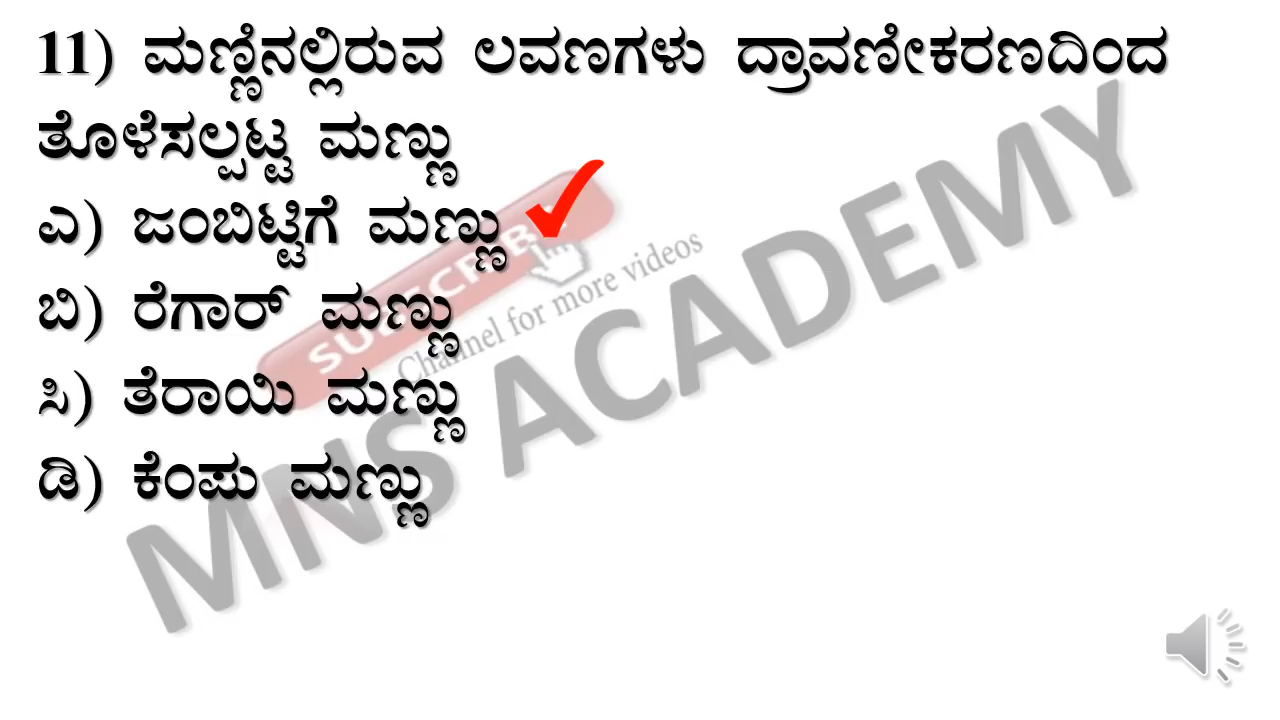 11) ಮಣ್ಣಿನಲ್ಲಿರುವ ಲವಣಗಳು ದ್ರಾವಣೀಕರಣದಿಂದ
ತೊಳೆಸಲ್ಪಟ್ಟ ಮಣ್ಣು
ಎ) ಜಂಬಿಟ್ಟಿಗೆ ಮಣ್ಣು
ಬಿ) ರೆಗಾರ್ ಮಣ್ಣು
ಸಿ) ತೆರಾಯಿ ಮಣ್ಣು
ಡಿ) ಕೆಂಪು ಮಣ್ಣು
SUBSCRIBE
Channel for more videos
MNS ACADEMY